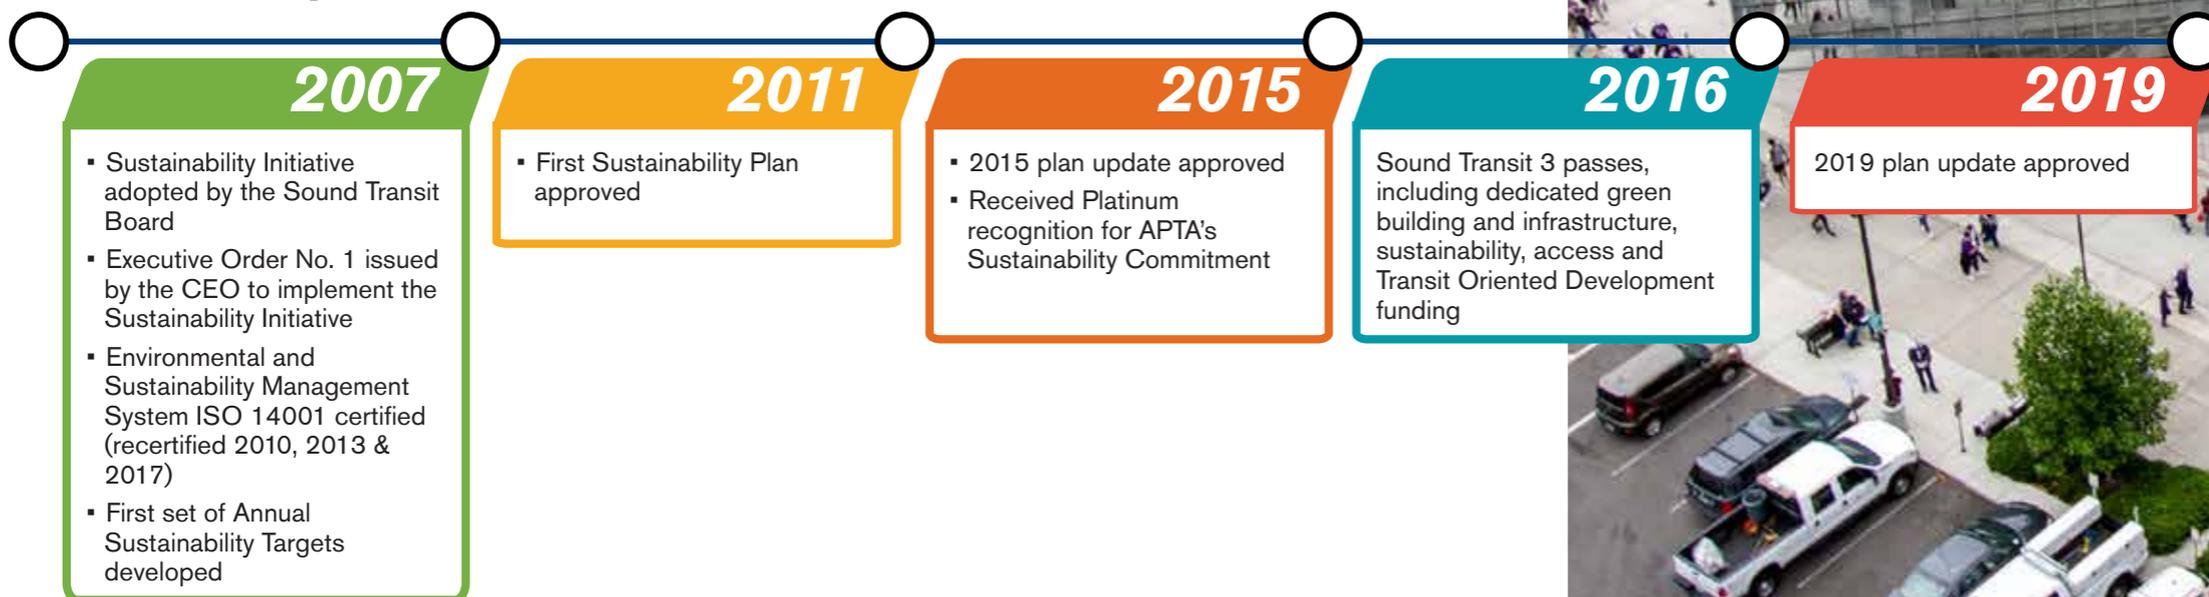 2007
▪ Sustainability Initiative
adopted by the Sound Transit
Board
▪ Executive Order No. 1 issued
by the CEO to implement the
Sustainability Initiative
▪ Environmental and
Sustainability Management
System ISO 14001 certified
(recertified 2010, 2013 &
2017)
▪ First set of Annual
Sustainability Targets
developed
2011
▪ First Sustainability Plan
approved
2015
▪ 2015 plan update approved
▪ Received Platinum
recognition for APTA’s
Sustainability Commitment
2016
Sound Transit 3 passes,
including dedicated green
building and infrastructure,
sustainability, access and
Transit Oriented Development
funding
2019
2019 plan update approved